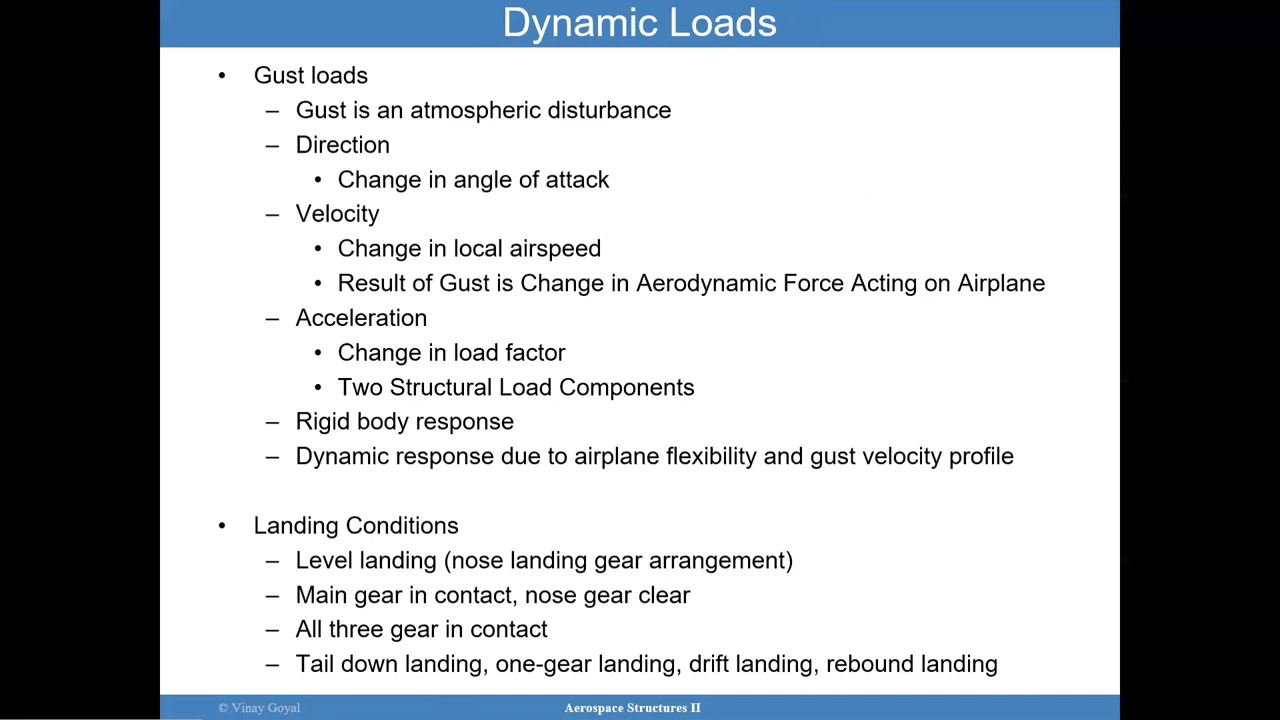 Dynamic Loads
• Gust loads
– Gust is an atmospheric disturbance
– Direction
• Change in angle of attack
– Velocity
• Change in local airspeed
• Result of Gust is Change in Aerodynamic Force Acting on Airplane
– Acceleration
• Change in load factor
• Two Structural Load Components
– Rigid body response
– Dynamic response due to airplane flexibility and gust velocity profile
• Landing Conditions
– Level landing (nose landing gear arrangement)
– Main gear in contact, nose gear clear
– All three gear in contact
– Tail down landing, one-gear landing, drift landing, rebound landing
© Vinay Goyal
Aerospace Structures II